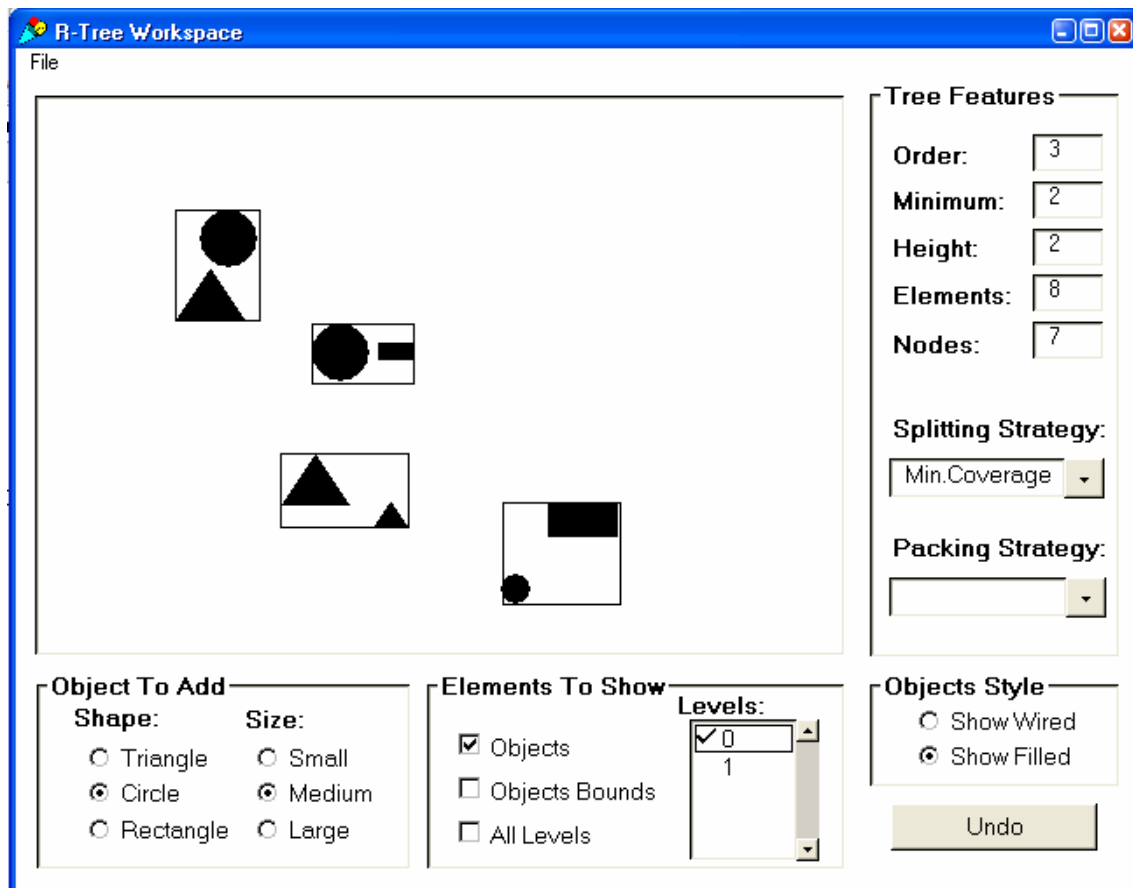 R-Tree Workspace
File
Tree Features
Order: 3
Minimum: 2
Height: 2
Elements: 8
Nodes: 7
Splitting Strategy:
Min.Coverage
Packing Strategy:
Object To Add
Shape: Size:
Triangle Small
Circle Medium
Rectangle Large
Elements To Show
Levels:
Objects
Objects Bounds
All Levels
0
1
Objects Style
Show Wired
Show Filled
Undo